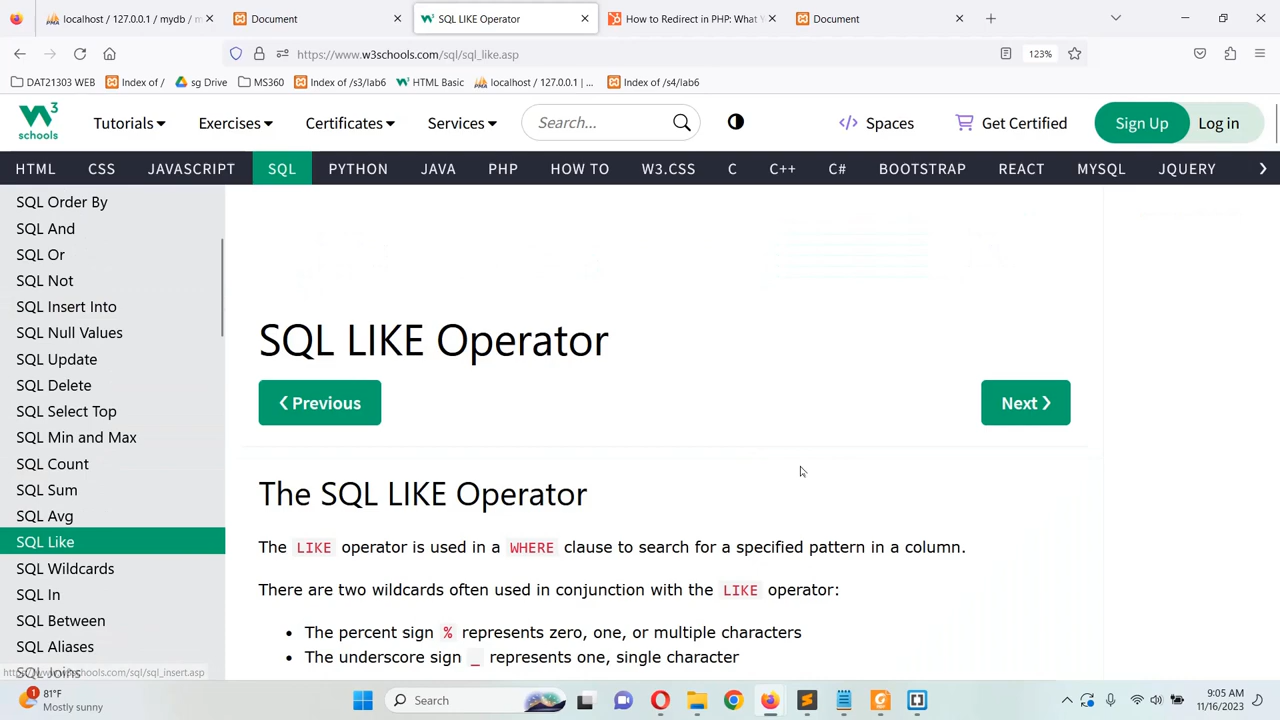 localhost / 127.0.0.1 / mydb / m
Document
SQL LIKE Operator
How to Redirect in PHP: What Y
Document
https://www.w3schools.com/sql/sql_like.asp
123%
DAT21303 WEB
Index of /
sg Drive
MS360
Index of /s3/lab6
HTML Basic
localhost / 127.0.0.1 | ...
Index of /s4/lab6
W3 schools
Tutorials
Exercises
Certificates
Services
Search...
Spaces
Get Certified
Sign Up
Log in
HTML
CSS
JAVASCRIPT
SQL
PYTHON
JAVA
PHP
HOW TO
W3.CSS
C
C++
C#
BOOTSTRAP
REACT
MYSQL
JQUERY
SQL Order By
SQL And
SQL Or
SQL Not
SQL Insert Into
SQL Null Values
SQL Update
SQL Delete
SQL Select Top
SQL Min and Max
SQL Count
SQL Sum
SQL Avg
SQL Like
SQL Wildcards
SQL In
SQL Between
SQL Aliases
SQL Joins
https://www.w3schools.com/sql/sql_insert.asp
SQL LIKE Operator
❮ Previous
Next ❯
The SQL LIKE Operator
The LIKE operator is used in a WHERE clause to search for a specified pattern in a column.
There are two wildcards often used in conjunction with the LIKE operator:
• The percent sign % represents zero, one, or multiple characters
• The underscore sign _ represents one, single character
1
81°F
Mostly sunny
Search
9:05 AM
11/16/2023